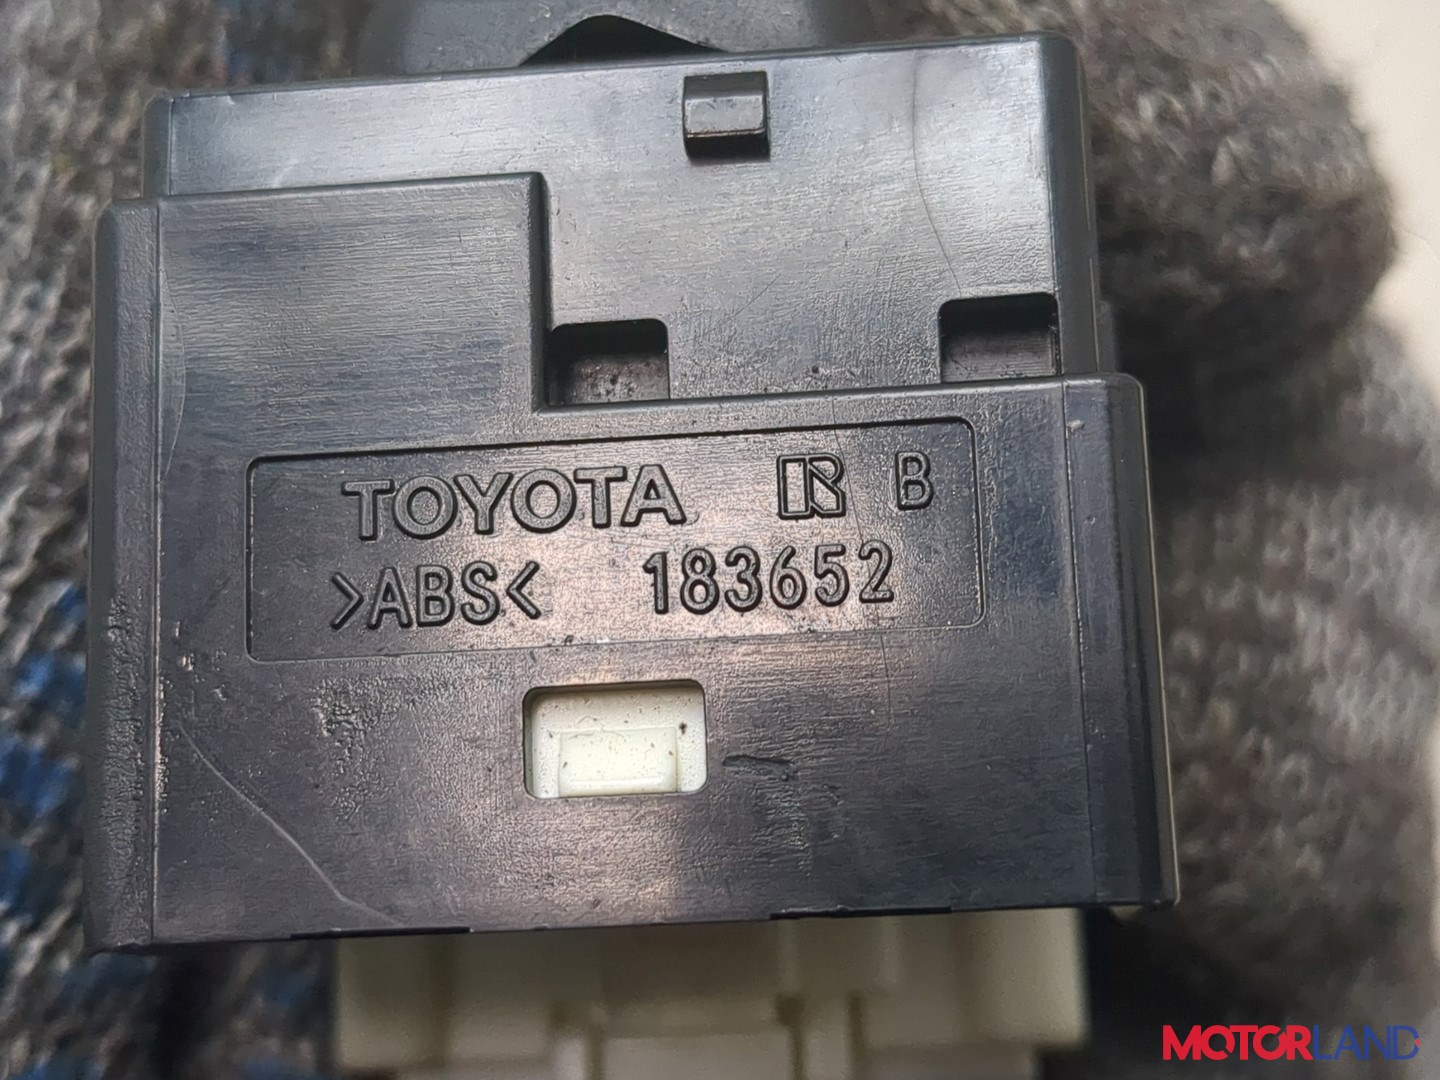 TOYOTA R B
>ABS< 183652
MOTORLAND